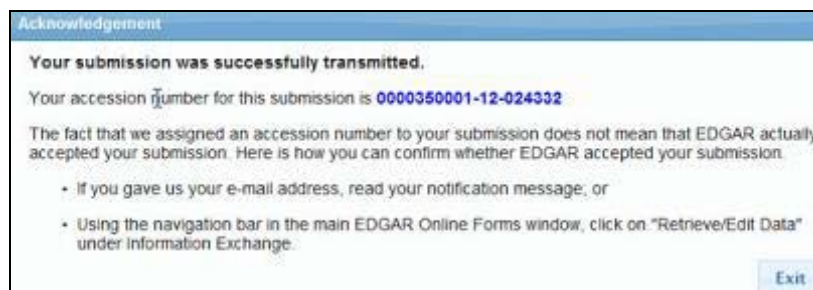 Acknowledgement
Your submission was successfully transmitted.
Your accession number for this submission is 0000350001-12-024332
The fact that we assigned an accession number to your submission does not mean that EDGAR actually
accepted your submission. Here is how you can confirm whether EDGAR accepted your submission.
• If you gave us your e-mail address, read your notification message; or
• Using the navigation bar in the main EDGAR Online Forms window, click on "Retrieve/Edit Data"
under Information Exchange.
Exit